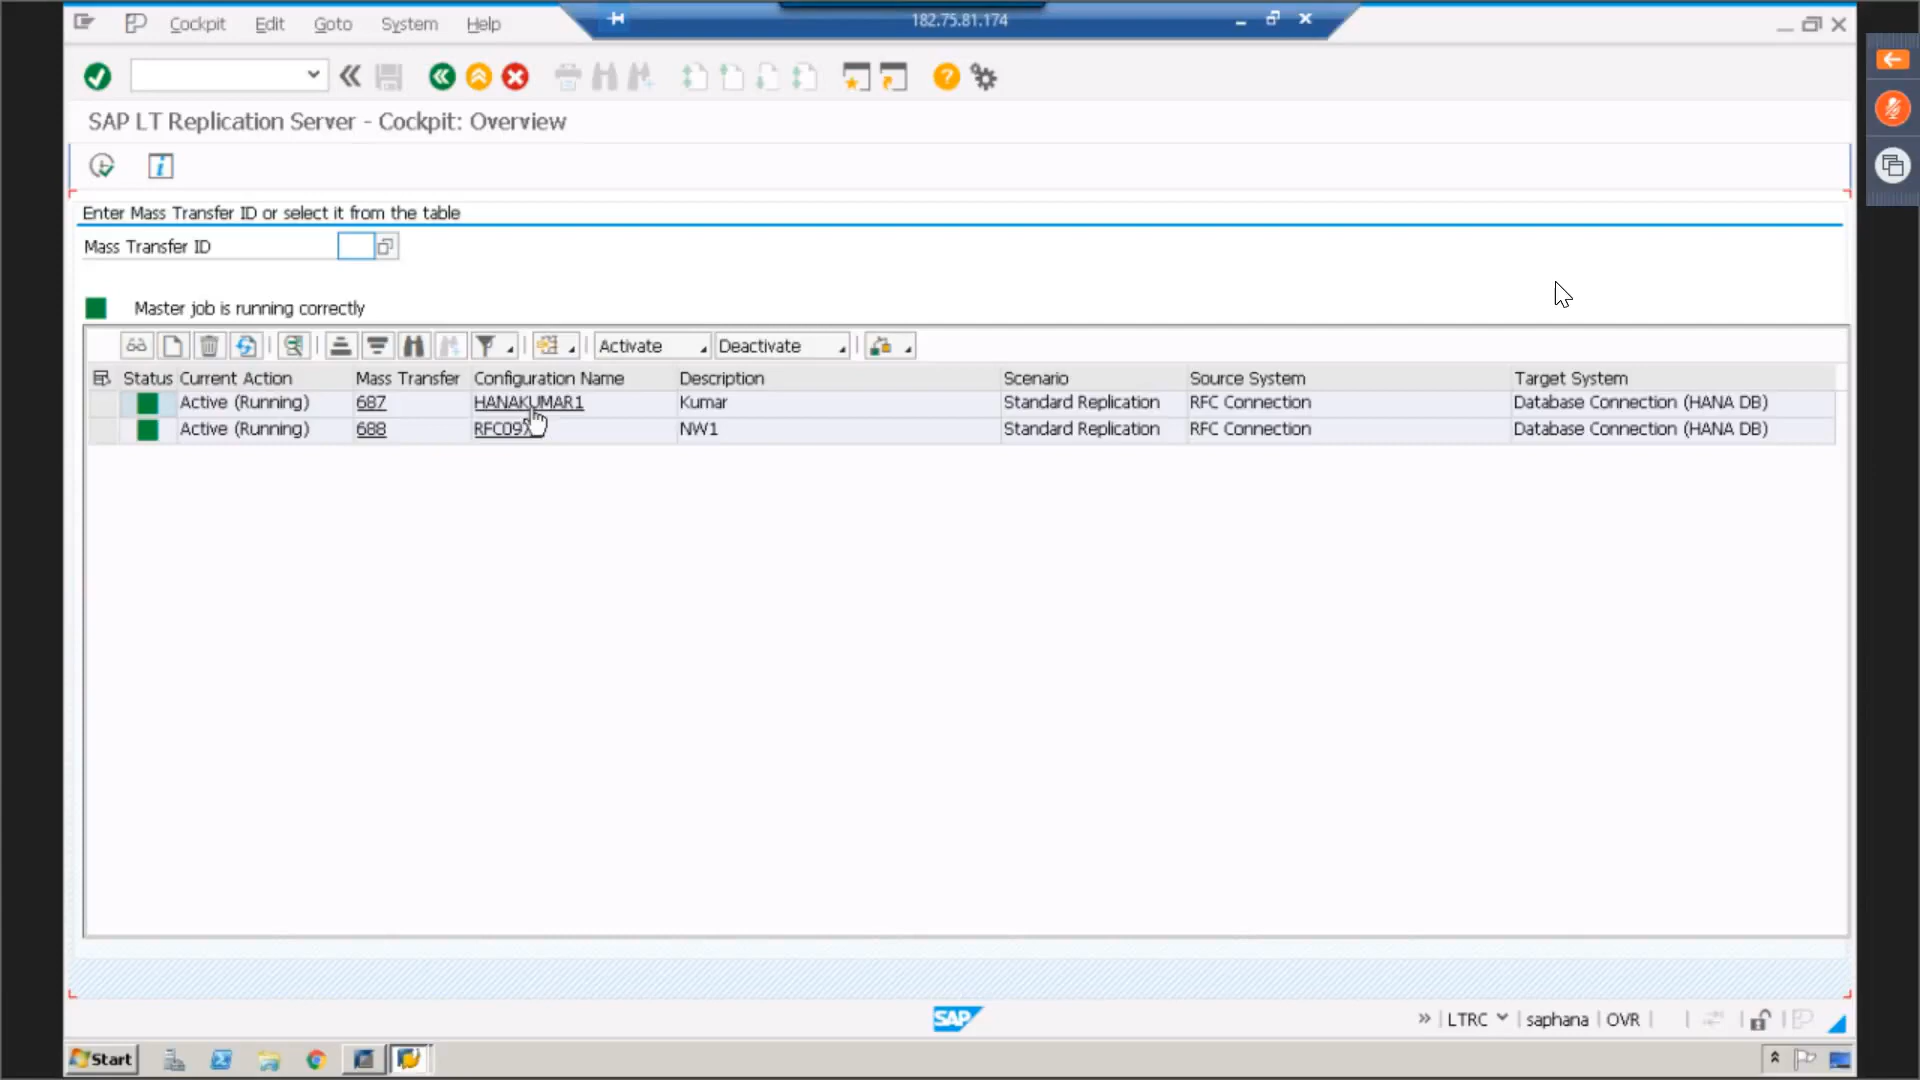 Cockpit Edit Goto System Help
182.75.81.174
SAP LT Replication Server - Cockpit: Overview
Enter Mass Transfer ID or select it from the table
Mass Transfer ID
Master job is running correctly
Activate Deactivate
Status Current Action Mass Transfer Configuration Name Description Scenario Source System Target System
Active (Running) 687 HANAKUMAR1 Kumar Standard Replication RFC Connection Database Connection (HANA DB)
Active (Running) 688 NW1 Standard Replication RFC Connection Database Connection (HANA DB)
SAP
» LTRC saphana OVR
Start